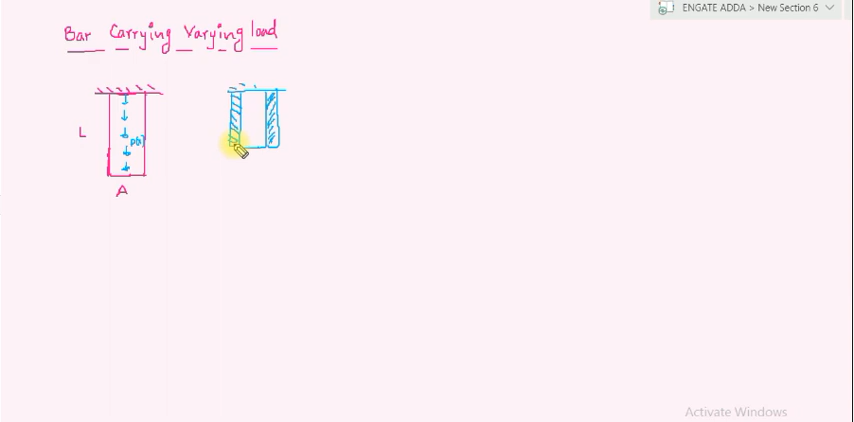 ENGATE ADDA > New Section 6
Bar Carrying Varying load
L
P(x)
A
Activate Windows